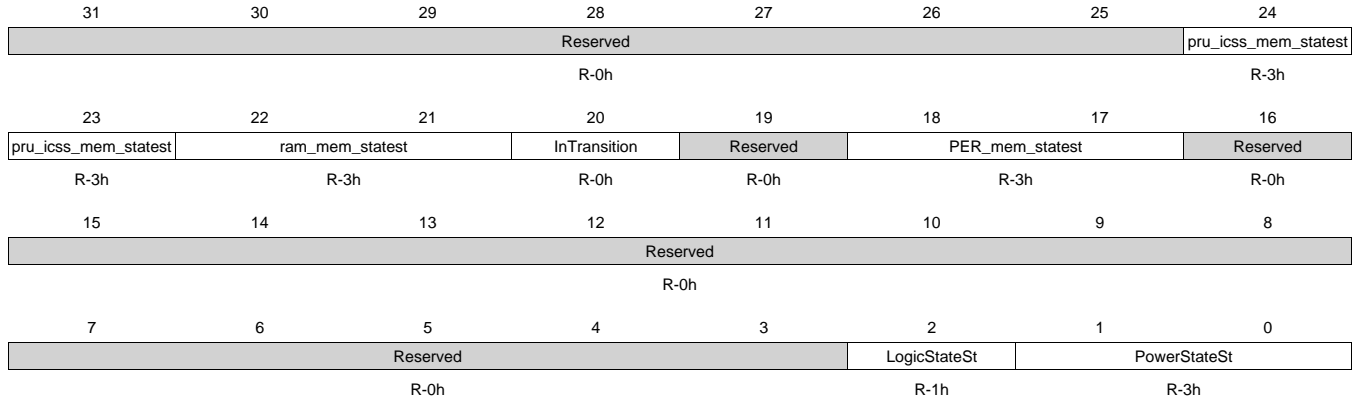 31 30 29 28 27 26 25 24
Reserved pru_icss_mem_statest
R-0h R-3h
23 22 21 20 19 18 17 16
pru_icss_mem_statest ram_mem_statest InTransition Reserved PER_mem_statest Reserved
R-3h R-3h R-0h R-0h R-3h R-0h
15 14 13 12 11 10 9 8
Reserved
R-0h
7 6 5 4 3 2 1 0
Reserved LogicStateSt PowerStateSt
R-0h R-1h R-3h